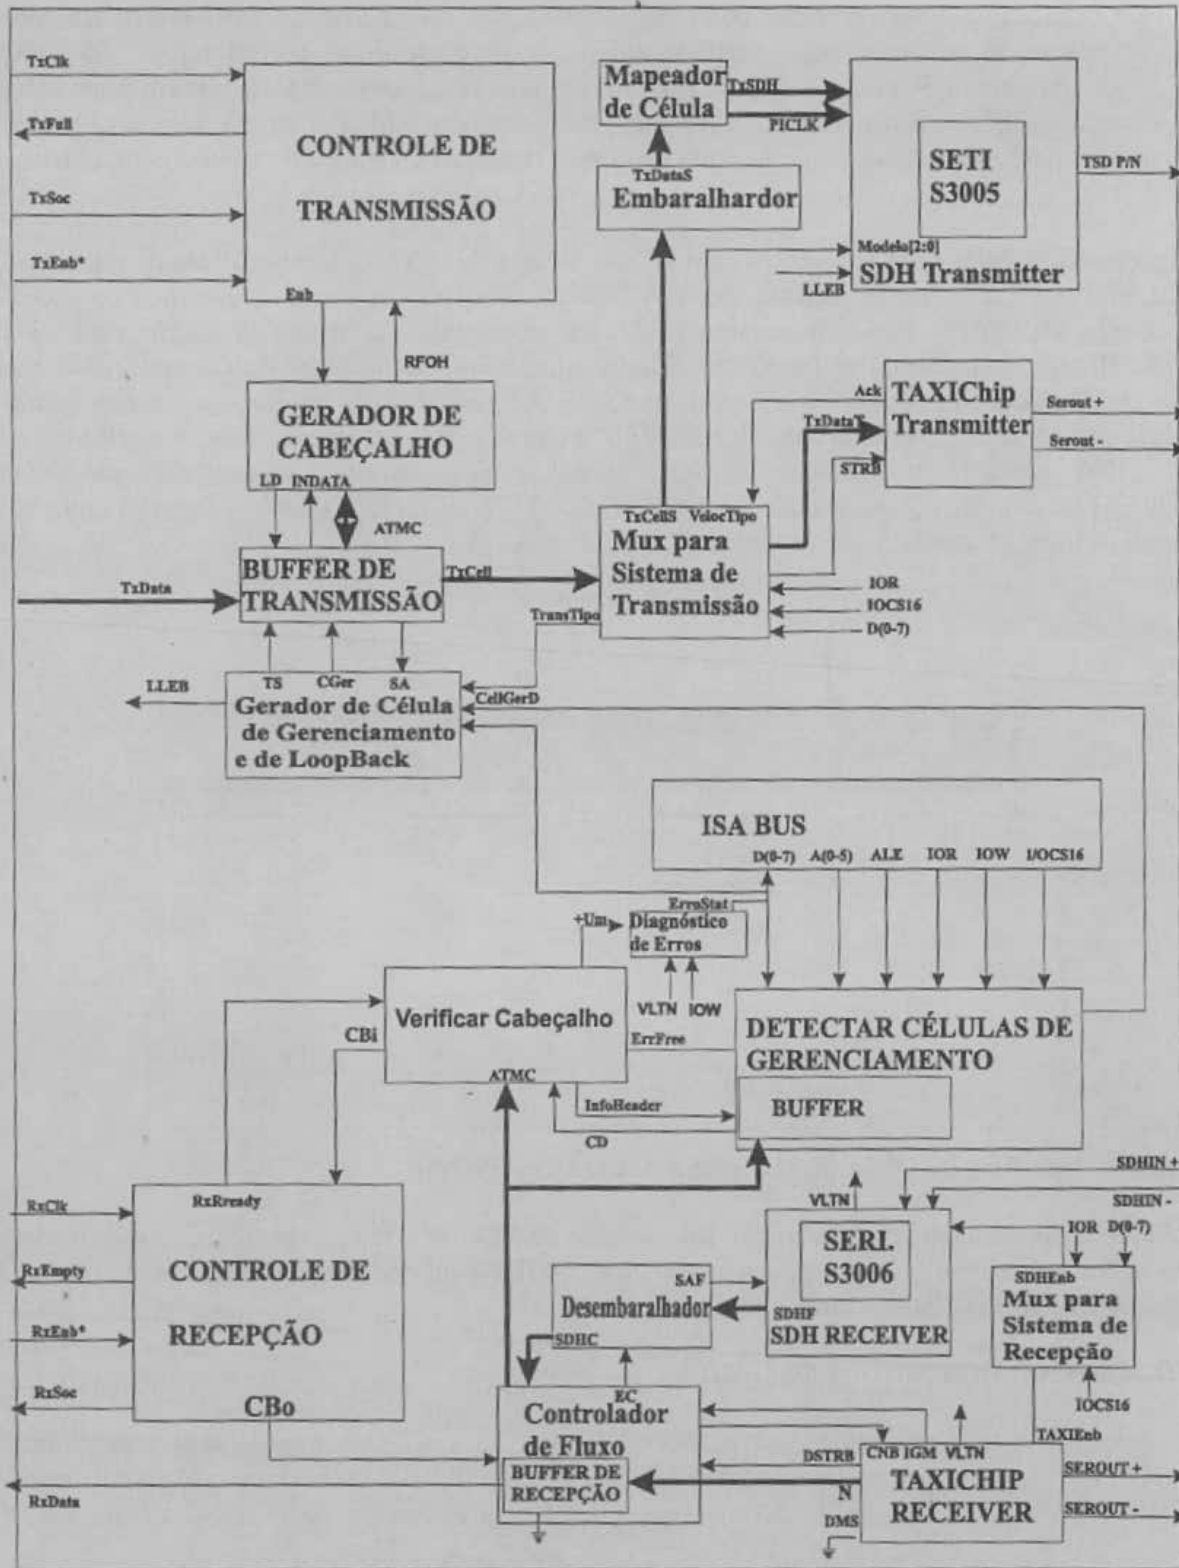 TxClk
TxFull
TxSoc
TxEnb*
CONTROLE DE
TRANSMISSÃO
Enb
RFOH
Mapeador
de Célula
TxSDH
PICLK
TxDataS
Embaralhardor
SETI
S3005
TSD P/N
Modelo[2:0]
SDH Transmitter
LLEB
GERADOR DE
CABEÇALHO
LD INDATA
ATMC
Ack
TAXIChip
Transmitter
TxDataT
STRB
Serout +
Serout -
TxData
BUFFER DE
TRANSMISSÃO
TxCell
TxCellS VelocTipo
Mux para
Sistema de
Transmissão
IOR
IOCS16
D(0-7)
TransTipo
LLEB
TS CGer SA
CellGerD
Gerador de Célula
de Gerenciamento
e de LoopBack
ISA BUS
D(0-7) A(0-5) ALE IOR IOW I/OCS16
ErroStat
+Um
Diagnóstico
de Erros
VLTN IOW
Verificar Cabeçalho
CBi
ErrFree
ATMC
DETECTAR CÉLULAS DE
GERENCIAMENTO
BUFFER
InfoHeader
CD
SDHIN +
SDHIN -
VLTN
RxClk
RxRready
RxEmpty
CONTROLE DE
RECEPÇÃO
RxEnb*
RxSoc
CBo
SERI.
S3006
SAF
Desembaralhador
SDHF
SDH RECEIVER
SDHC
IOR D(0-7)
SDHEnb
Mux para
Sistema de
Recepção
IOCS16
TAXIEnb
EC
Controlador
de Fluxo
BUFFER DE
RECEPÇÃO
RxData
DSTRB
N
DMS
CNB IGM VLTN
TAXICHIP
RECEIVER
SEROUT +
SEROUT -